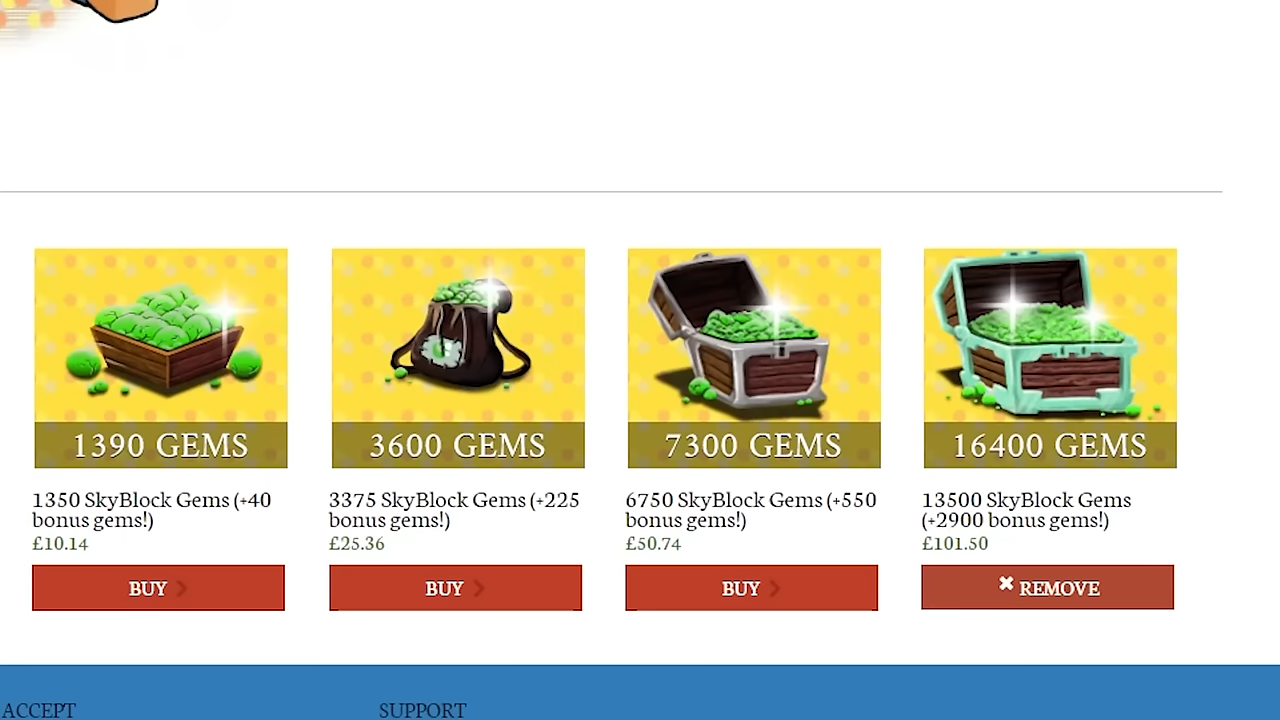 1390 GEMS
3600 GEMS
7300 GEMS
16400 GEMS
1350 SkyBlock Gems (+40
bonus gems!)
£10.14
BUY
3375 SkyBlock Gems (+225
bonus gems!)
£25.36
BUY
6750 SkyBlock Gems (+550
bonus gems!)
£50.74
BUY
13500 SkyBlock Gems
(+2900 bonus gems!)
£101.50
REMOVE
ACCEPT
SUPPORT